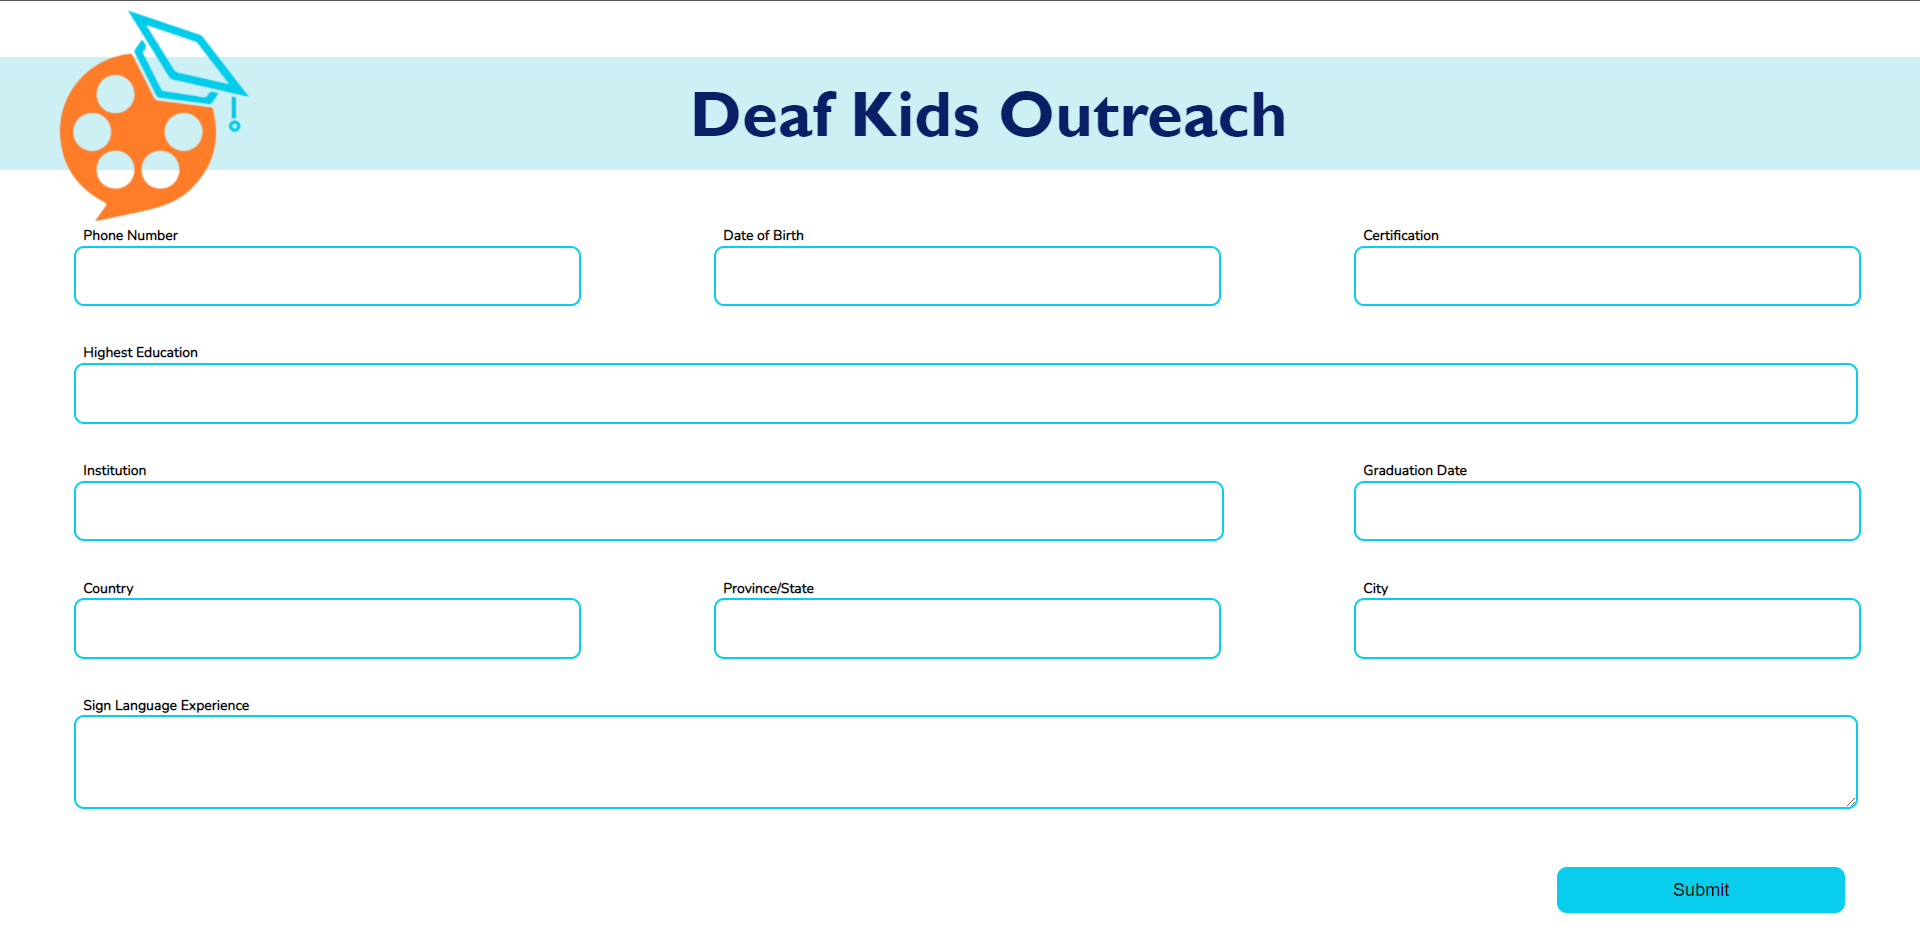 Deaf Kids Outreach
Phone Number
Date of Birth
Certification
Highest Education
Institution
Graduation Date
Country
Province/State
City
Sign Language Experience
Submit